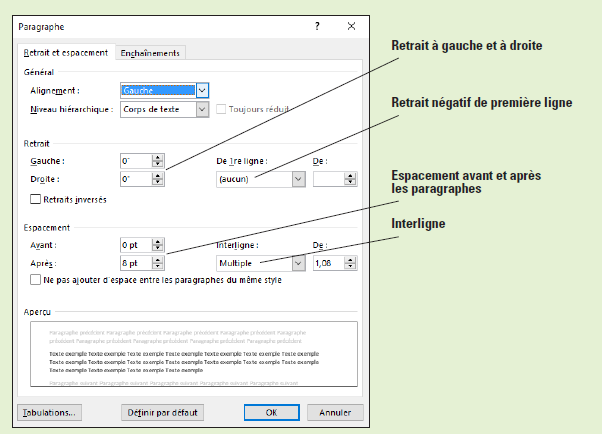 Paragraphe ? ×
Retrait et espacement Enchaînements
Général
Alignement : Gauche
Niveau hiérarchique : Corps de texte Toujours réduit
Retrait
Gauche : 0" De 1re ligne : De :
Droite : 0" (aucun)
Retraits inversés
Espacement
Avant : 0 pt Interligne : De :
Après : 8 pt Multiple 1,08
Ne pas ajouter d'espace entre les paragraphes du même style
Aperçu
Paragraphe précédent Paragraphe précédent Paragraphe précédent Paragraphe précédent Paragraphe
précédent Paragraphe précédent Paragraphe précédent Paragraphe précédent Paragraphe précédent
Texte exemple Texte exemple Texte exemple Texte exemple Texte exemple Texte exemple Texte exemple
Texte exemple Texte exemple Texte exemple Texte exemple Texte exemple Texte exemple Texte exemple
Texte exemple Texte exemple Texte exemple Texte exemple
Paragraphe suivant Paragraphe suivant Paragraphe suivant Paragraphe suivant Paragraphe suivant
Tabulations... Définir par défaut OK Annuler
Retrait à gauche et à droite
Retrait négatif de première ligne
Espacement avant et après
les paragraphes
Interligne